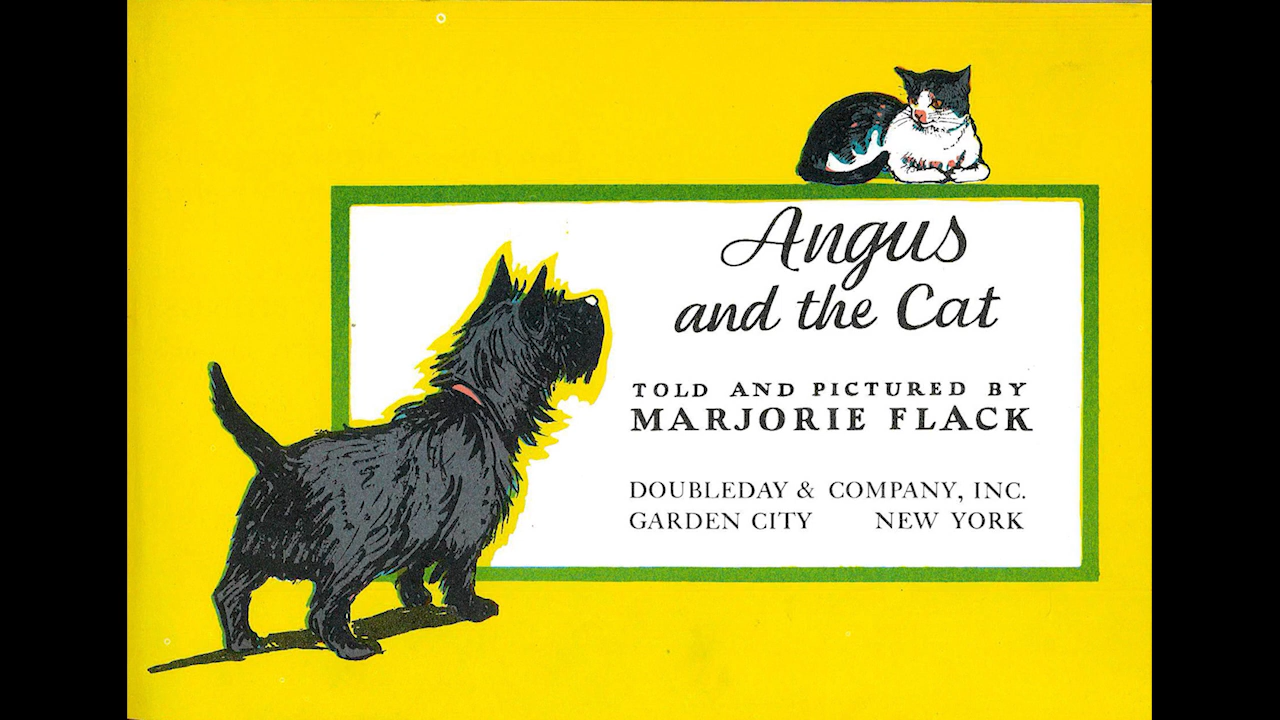 Angus
and the Cat
TOLD AND PICTURED BY
MARJORIE FLACK
DOUBLEDAY & COMPANY, INC.
GARDEN CITY NEW YORK